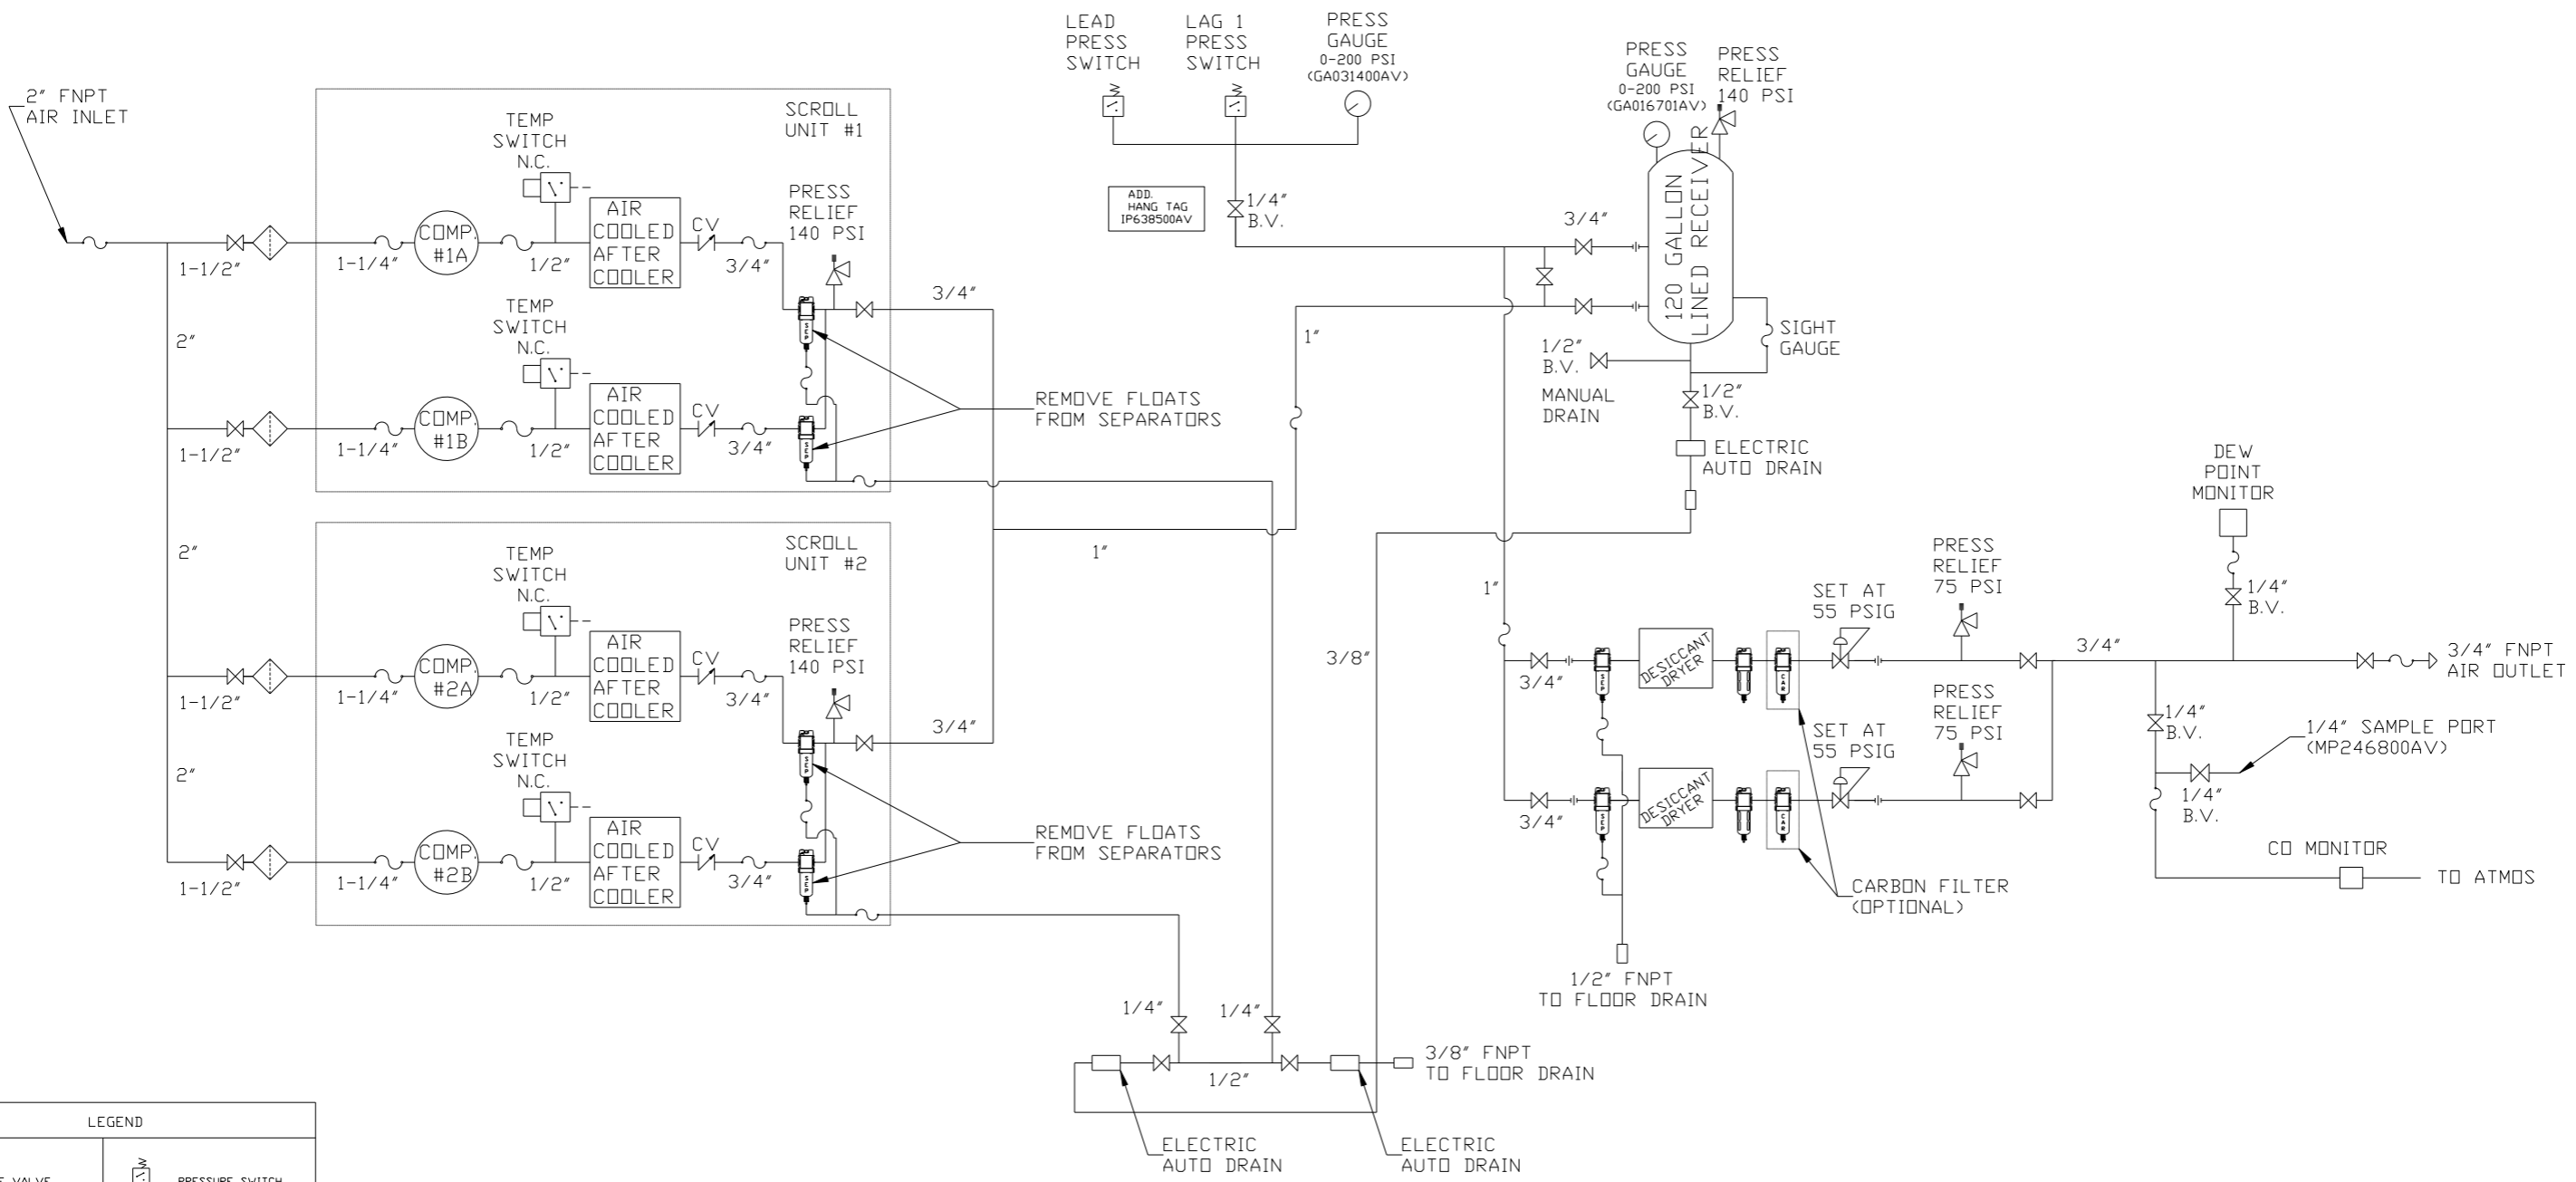 LEAD
PRESS
SWITCH
LAG 1
PRESS
SWITCH
PRESS
GAUGE
0-200 PSI
(GA031400AV)
PRESS
GAUGE
0-200 PSI
(GA016701AV)
PRESS
RELIEF
140 PSI
2" FNPT
AIR INLET
SCROLL
UNIT #1
TEMP
SWITCH
N.C.
PRESS
RELIEF
140 PSI
COMP.
#1A
AIR
COOLED
AFTER
COOLER
CV
1-1/2"
1-1/4"
1/2"
3/4"
3/4"
SEP
2"
TEMP
SWITCH
N.C.
COMP.
#1B
AIR
COOLED
AFTER
COOLER
CV
1-1/2"
1-1/4"
1/2"
3/4"
SEP
REMOVE FLOATS
FROM SEPARATORS
ADD.
HANG TAG
IP638500AV
1/4"
B.V.
3/4"
120 GALLON
LINED RECEIVER
1"
SIGHT
GAUGE
1/2"
B.V.
MANUAL
DRAIN
1/2"
B.V.
ELECTRIC
AUTO DRAIN
2"
1"
SCROLL
UNIT #2
TEMP
SWITCH
N.C.
PRESS
RELIEF
140 PSI
COMP.
#2A
AIR
COOLED
AFTER
COOLER
CV
1-1/2"
1-1/4"
1/2"
3/4"
3/4"
SEP
2"
TEMP
SWITCH
N.C.
COMP.
#2B
AIR
COOLED
AFTER
COOLER
CV
1-1/2"
1-1/4"
1/2"
3/4"
SEP
REMOVE FLOATS
FROM SEPARATORS
3/8"
1"
DEW
POINT
MONITOR
1/4"
B.V.
PRESS
RELIEF
75 PSI
SET AT
55 PSIG
3/4"
SEP
DESICCANT
DRYER
CAR
3/4"
3/4" FNPT
AIR OUTLET
PRESS
RELIEF
75 PSI
SET AT
55 PSIG
3/4"
SEP
DESICCANT
DRYER
CAR
1/4"
B.V.
1/4" SAMPLE PORT
(MP246800AV)
1/4"
B.V.
CO MONITOR
TO ATMOS
CARBON FILTER
(OPTIONAL)
1/2" FNPT
TO FLOOR DRAIN
1/4"
1/4"
1/2"
3/8" FNPT
TO FLOOR DRAIN
ELECTRIC
AUTO DRAIN
ELECTRIC
AUTO DRAIN
LEGEND
VALVE
PRESSURE SWITCH